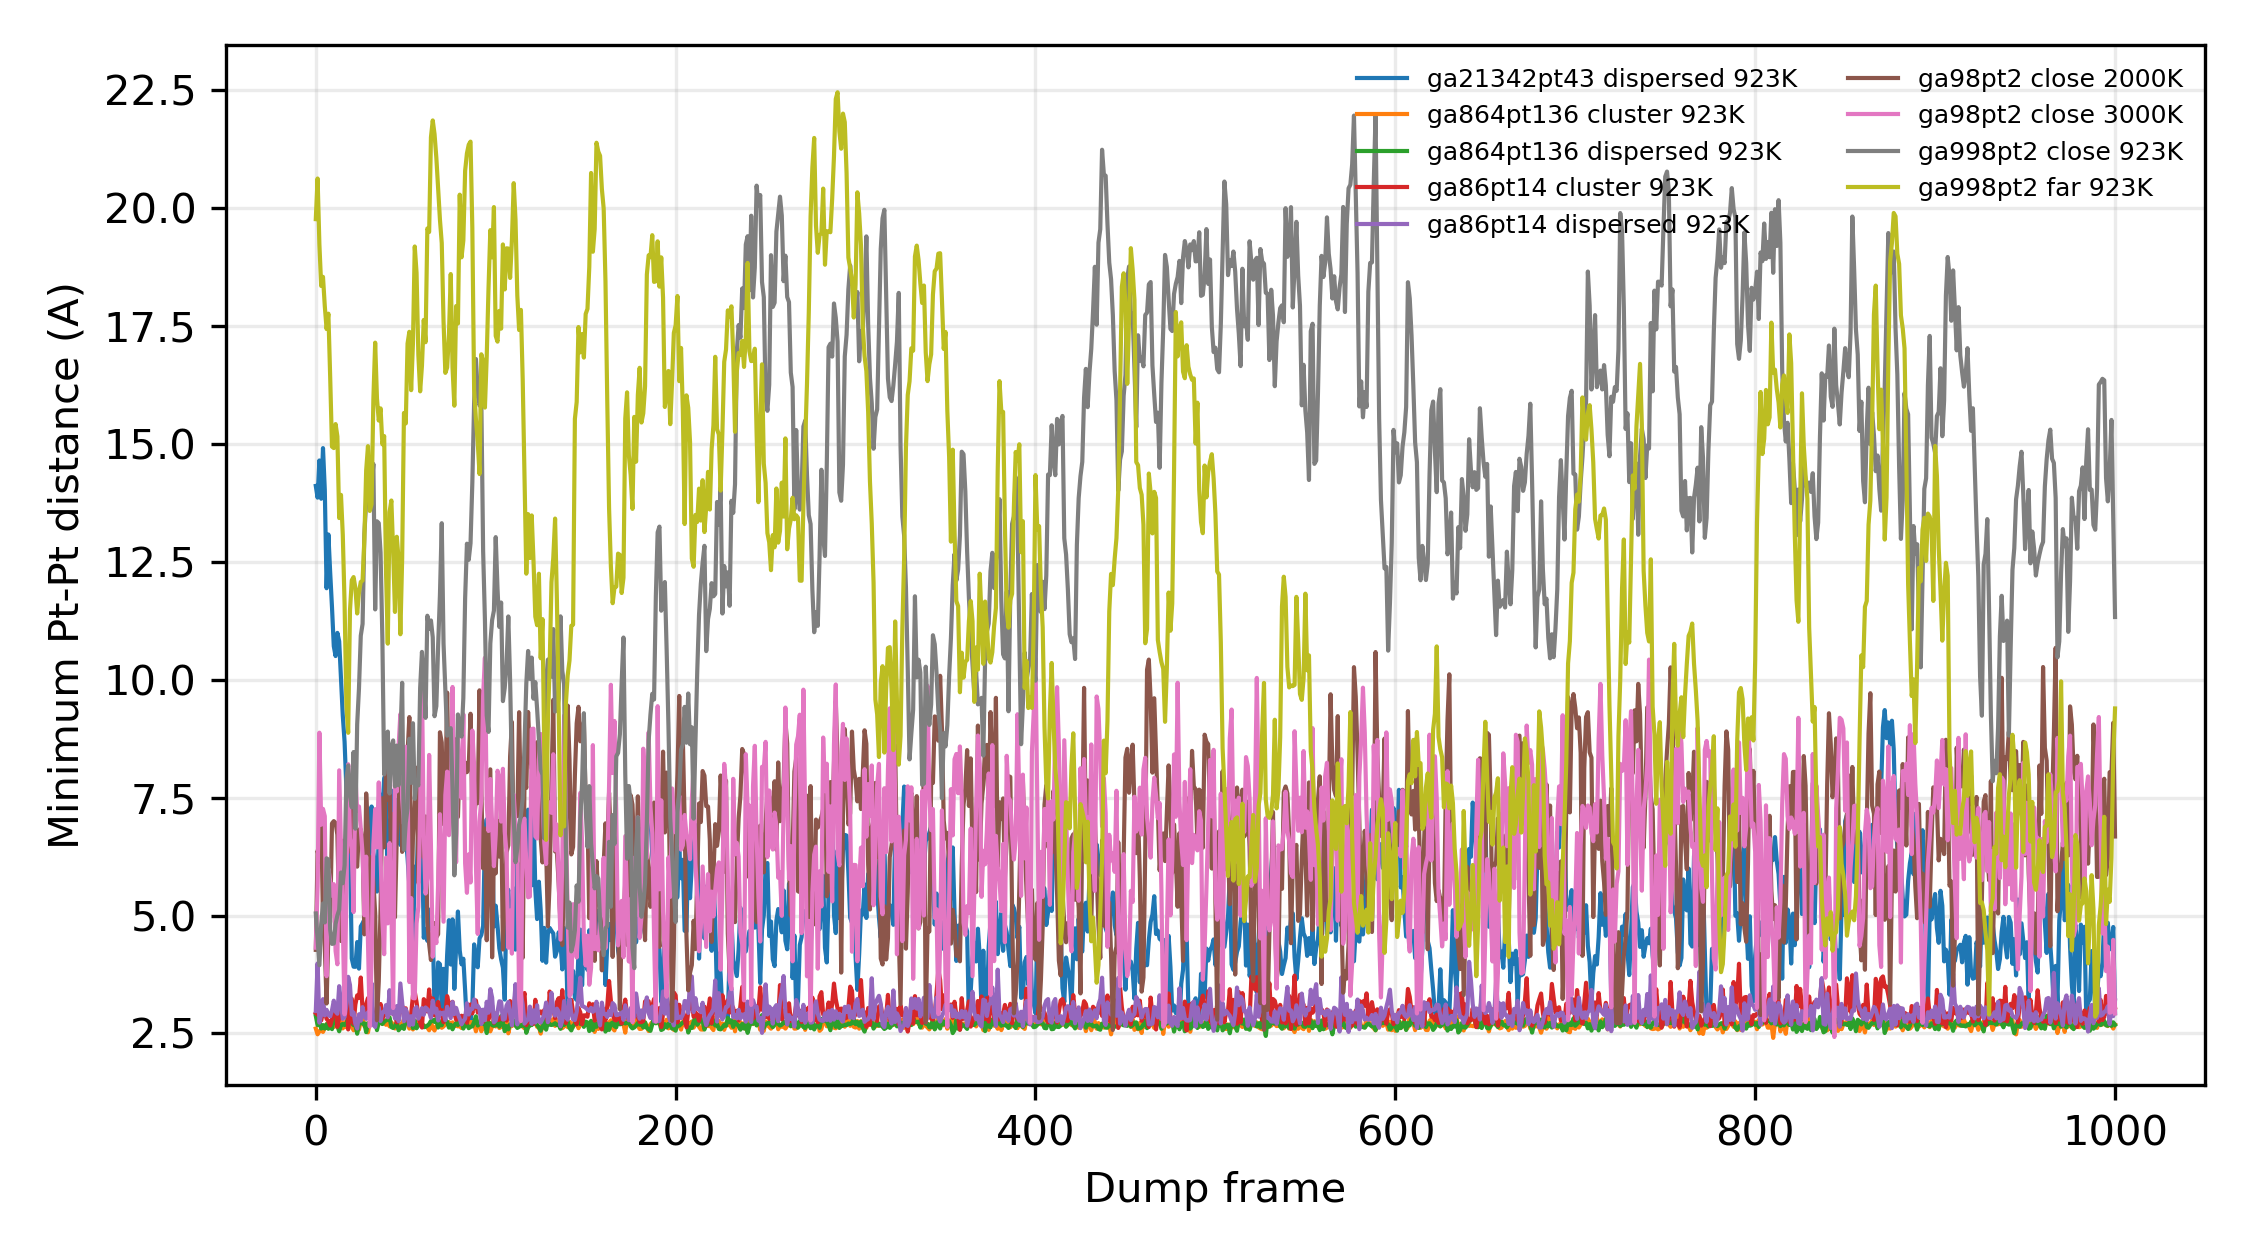 Minimum Pt-Pt distance (A)
22.5
20.0
17.5
15.0
12.5
10.0
7.5
5.0
2.5
ga21342pt43 dispersed 923K
ga864pt136 cluster 923K
ga864pt136 dispersed 923K
ga86pt14 cluster 923K
ga86pt14 dispersed 923K
ga98pt2 close 2000K
ga98pt2 close 3000K
ga998pt2 close 923K
ga998pt2 far 923K
0 200 400 600 800 1000
Dump frame